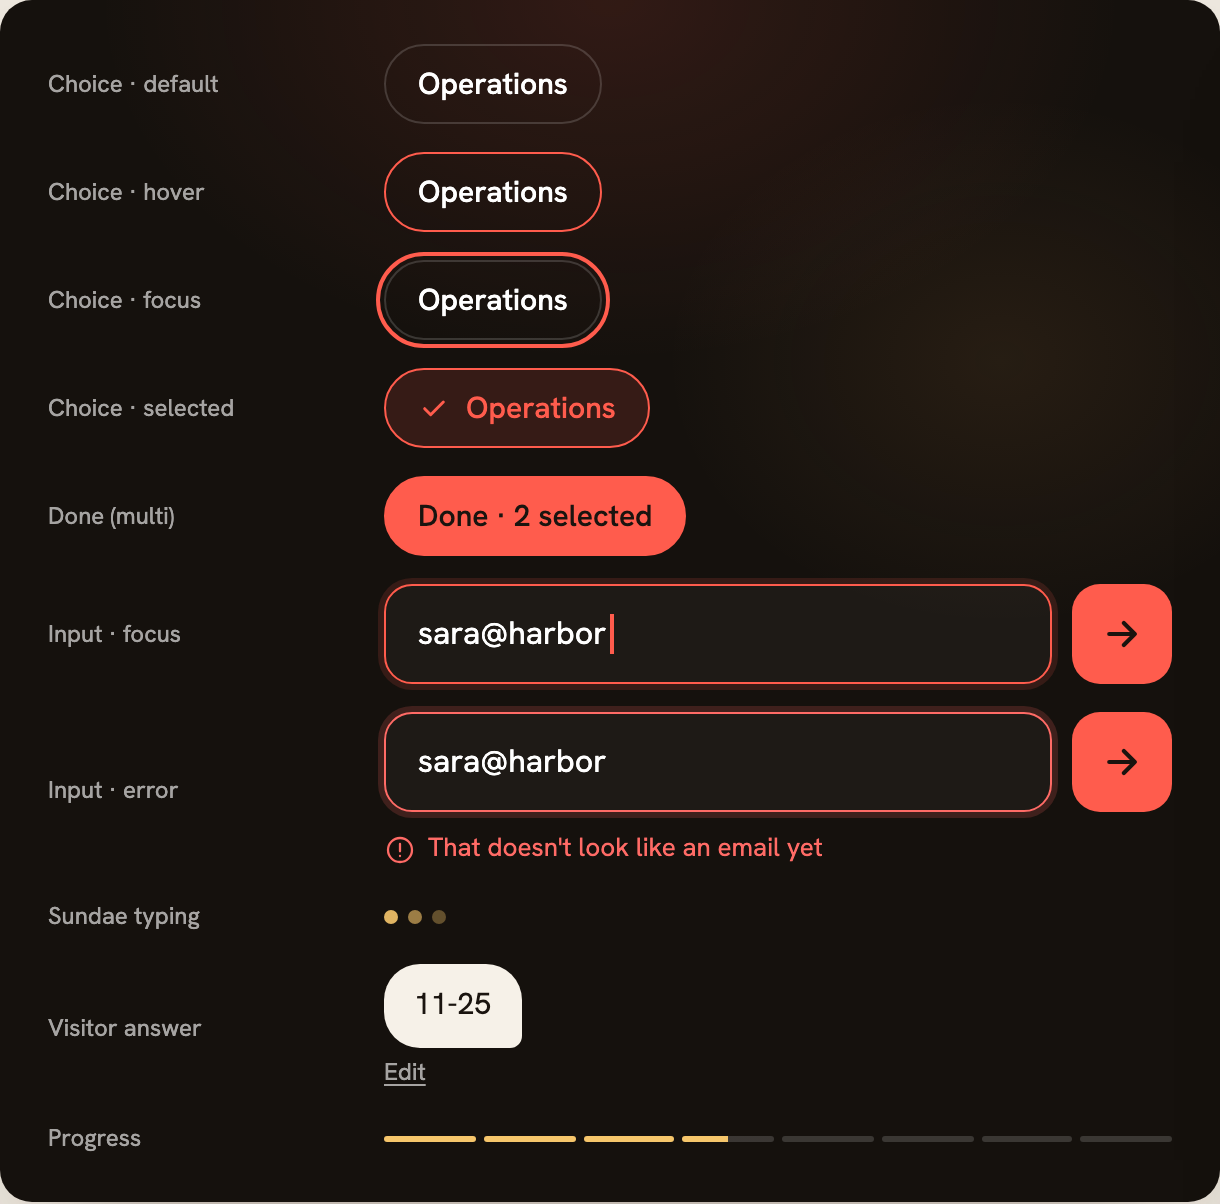 Choice · default
Operations
Choice · hover
Operations
Choice · focus
Operations
Choice · selected
Operations
Done (multi)
Done · 2 selected
Input · focus
sara@harbor
Input · error
sara@harbor
That doesn't look like an email yet
Sundae typing
Visitor answer
11-25
Edit
Progress